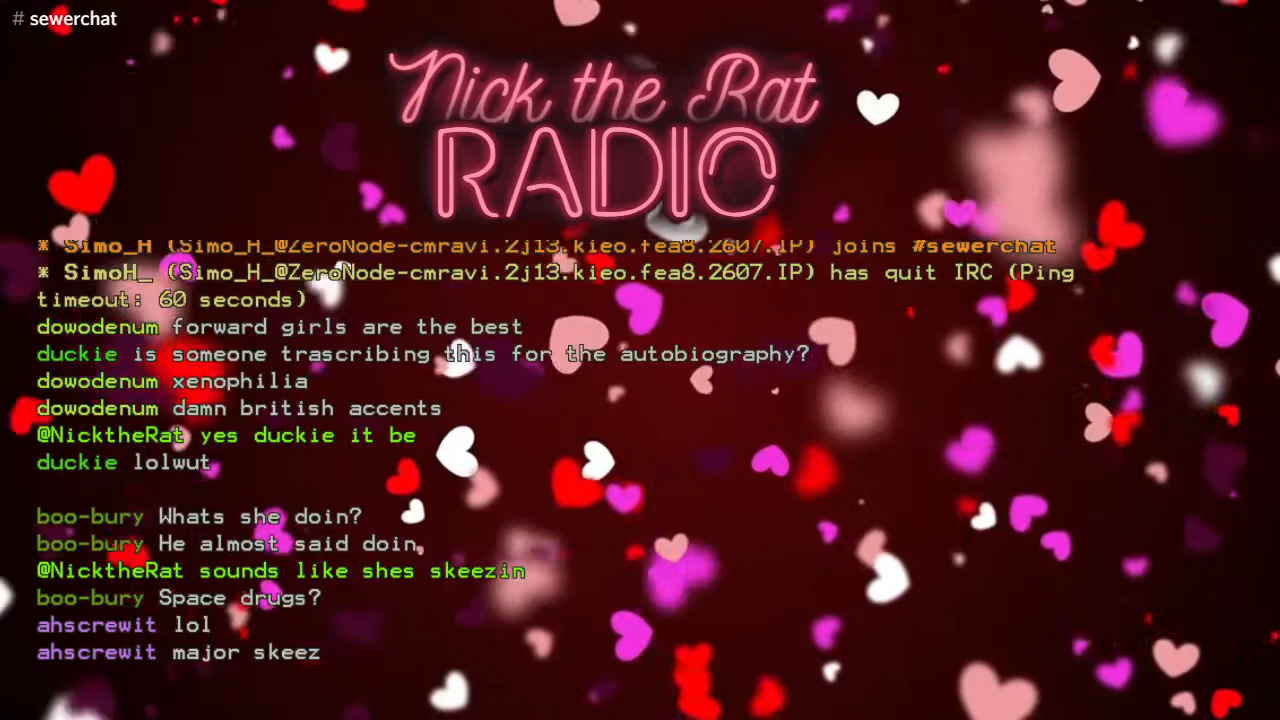 # sewerchat
Nick the Rat
RADIO
* Simo_H (Simo_H_@ZeroNode-cmravi.2j13.kieo.fea8.2607.IP) joins #sewerchat
* SimoH_ (Simo_H_@ZeroNode-cmravi.2j13.kieo.fea8.2607.IP) has quit IRC (Ping
timeout: 60 seconds)
dowodenum forward girls are the best
duckie is someone trascribing this for the autobiography?
dowodenum xenophilia
dowodenum damn british accents
@NicktheRat yes duckie it be
duckie lolwut
boo-bury Whats she doin?
boo-bury He almost said doin,
@NicktheRat sounds like shes skeezin
boo-bury Space drugs?
ahscrewit lol
ahscrewit major skeez